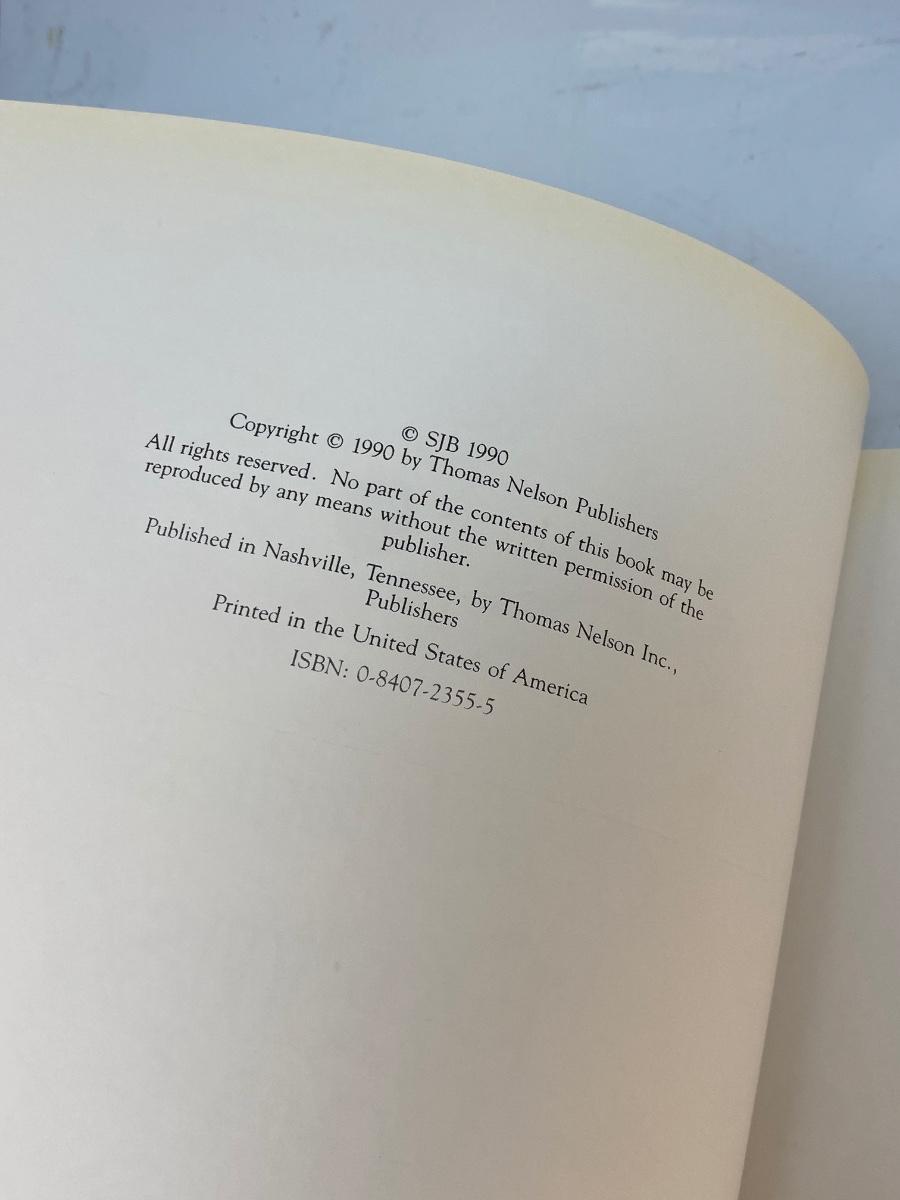 © SJB 1990
Copyright © 1990 by Thomas Nelson Publishers
All rights reserved. No part of the contents of this book may be
reproduced by any means without the written permission of the
publisher.
Published in Nashville, Tennessee, by Thomas Nelson Inc.,
Publishers
Printed in the United States of America
ISBN: 0-8407-2355-5